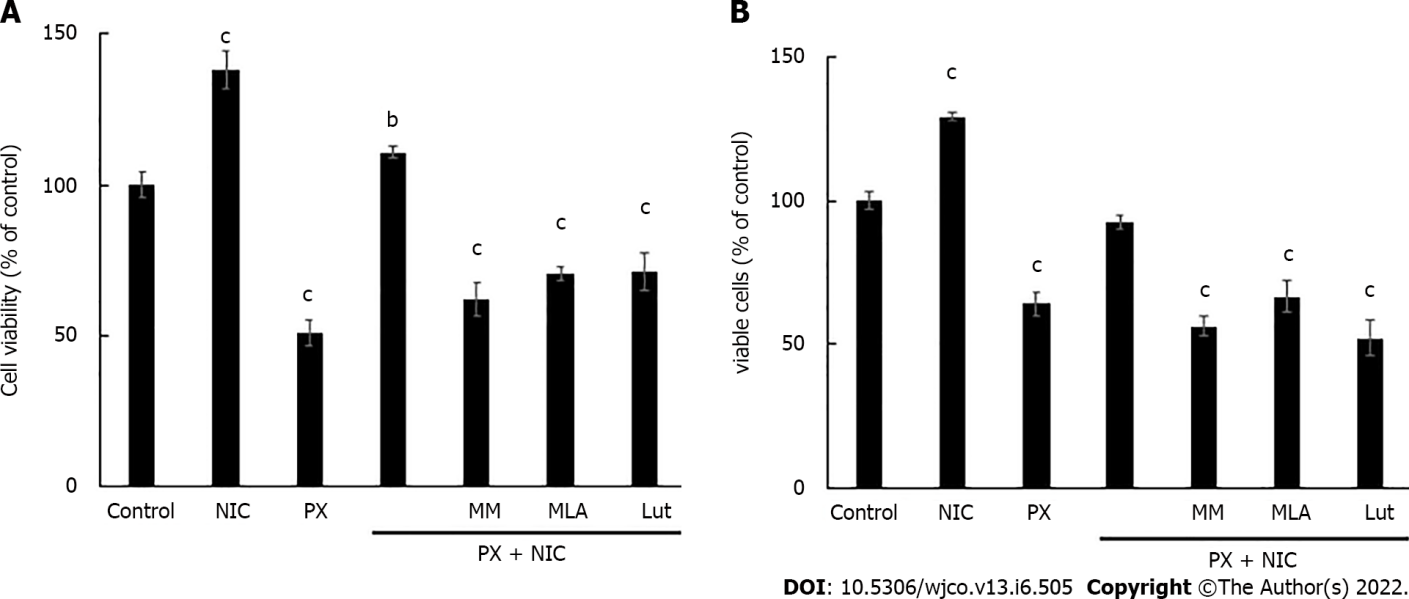 A
Cell viability (% of control)
150
100
50
0
c
c
b
c
c
c
Control NIC PX MM MLA Lut
PX + NIC
B
viable cells (% of control)
150
100
50
0
c
c
c
c
c
Control NIC PX MM MLA Lut
PX + NIC
DOI: 10.5306/wjco.v13.i6.505 Copyright ©The Author(s) 2022.